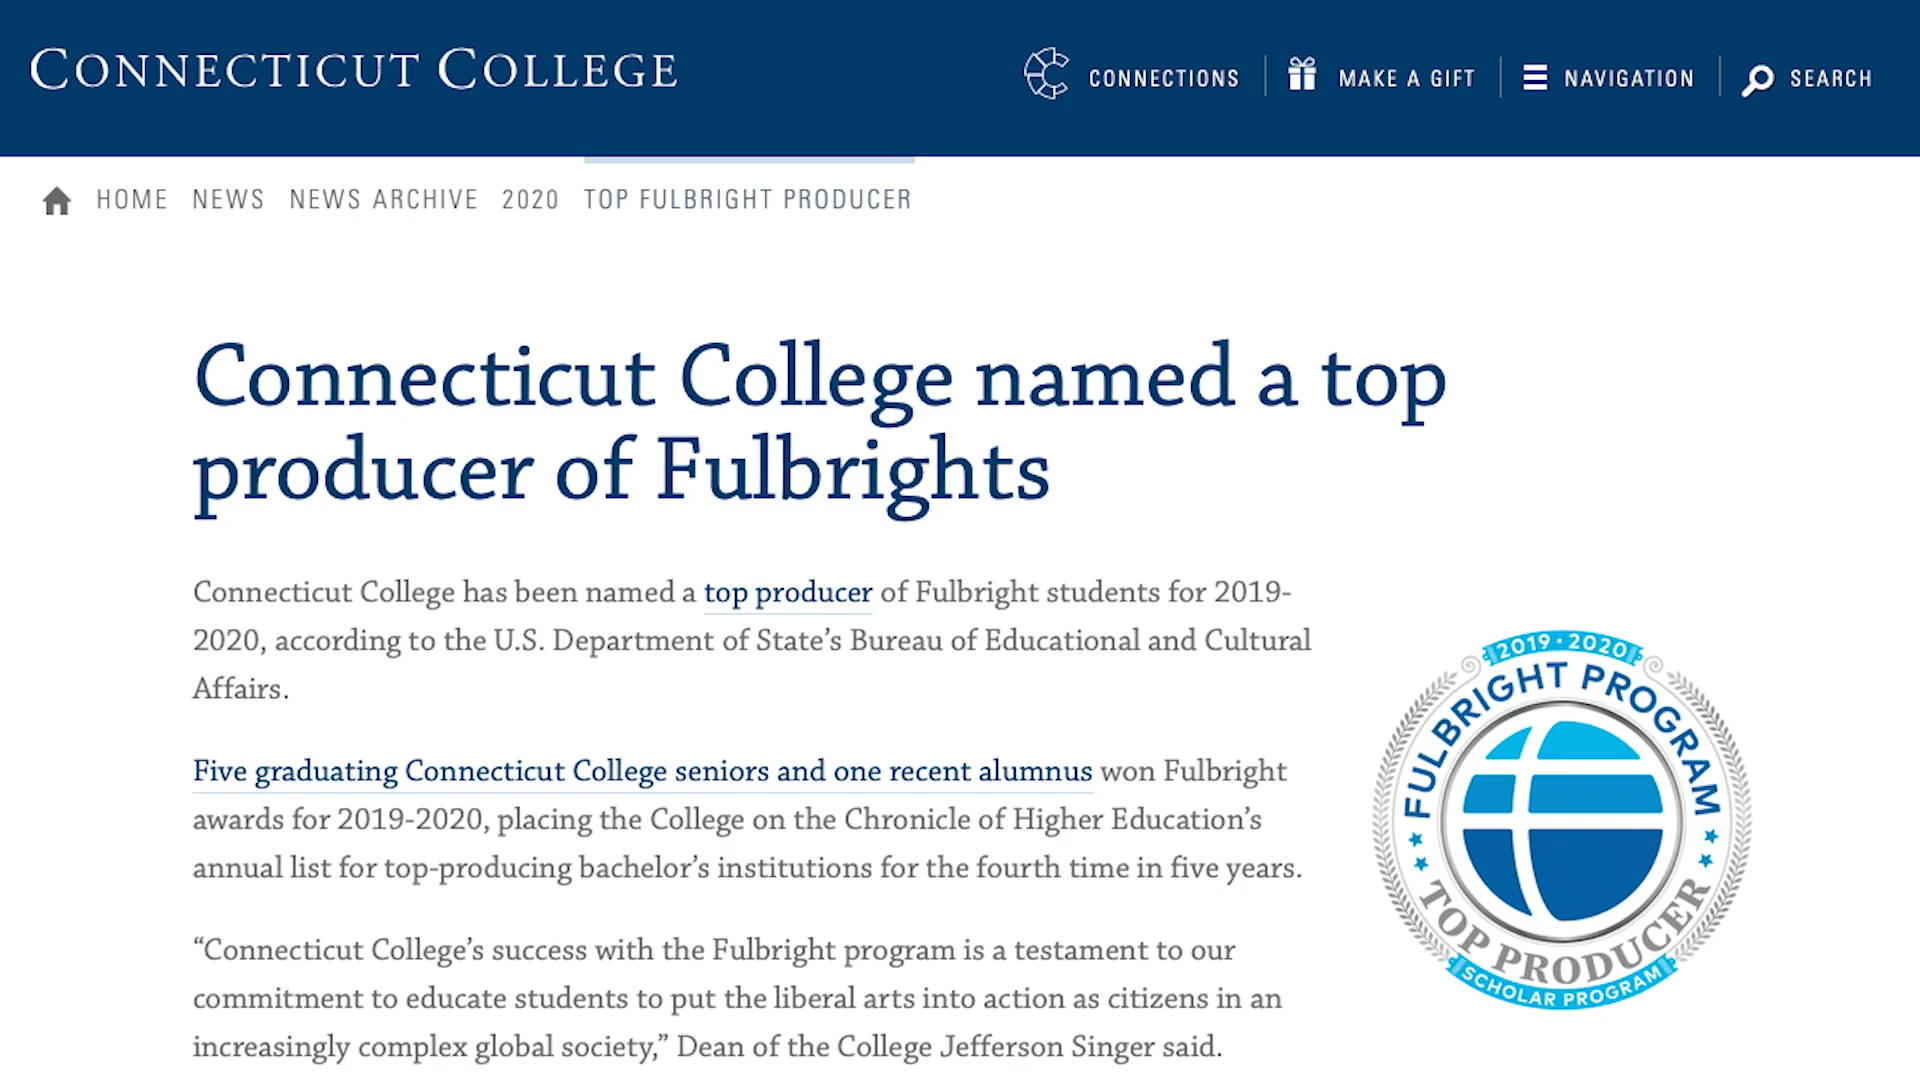 CONNECTICUT COLLEGE
CONNECTIONS
MAKE A GIFT
NAVIGATION
SEARCH
HOME NEWS NEWS ARCHIVE 2020 TOP FULBRIGHT PRODUCER
Connecticut College named a top
producer of Fulbrights
Connecticut College has been named a top producer of Fulbright students for 2019-
2020, according to the U.S. Department of State’s Bureau of Educational and Cultural
Affairs.
Five graduating Connecticut College seniors and one recent alumnus won Fulbright
awards for 2019-2020, placing the College on the Chronicle of Higher Education’s
annual list for top-producing bachelor’s institutions for the fourth time in five years.
“Connecticut College’s success with the Fulbright program is a testament to our
commitment to educate students to put the liberal arts into action as citizens in an
increasingly complex global society,” Dean of the College Jefferson Singer said.
2019 · 2020
FULBRIGHT PROGRAM
TOP PRODUCER
SCHOLAR PROGRAM